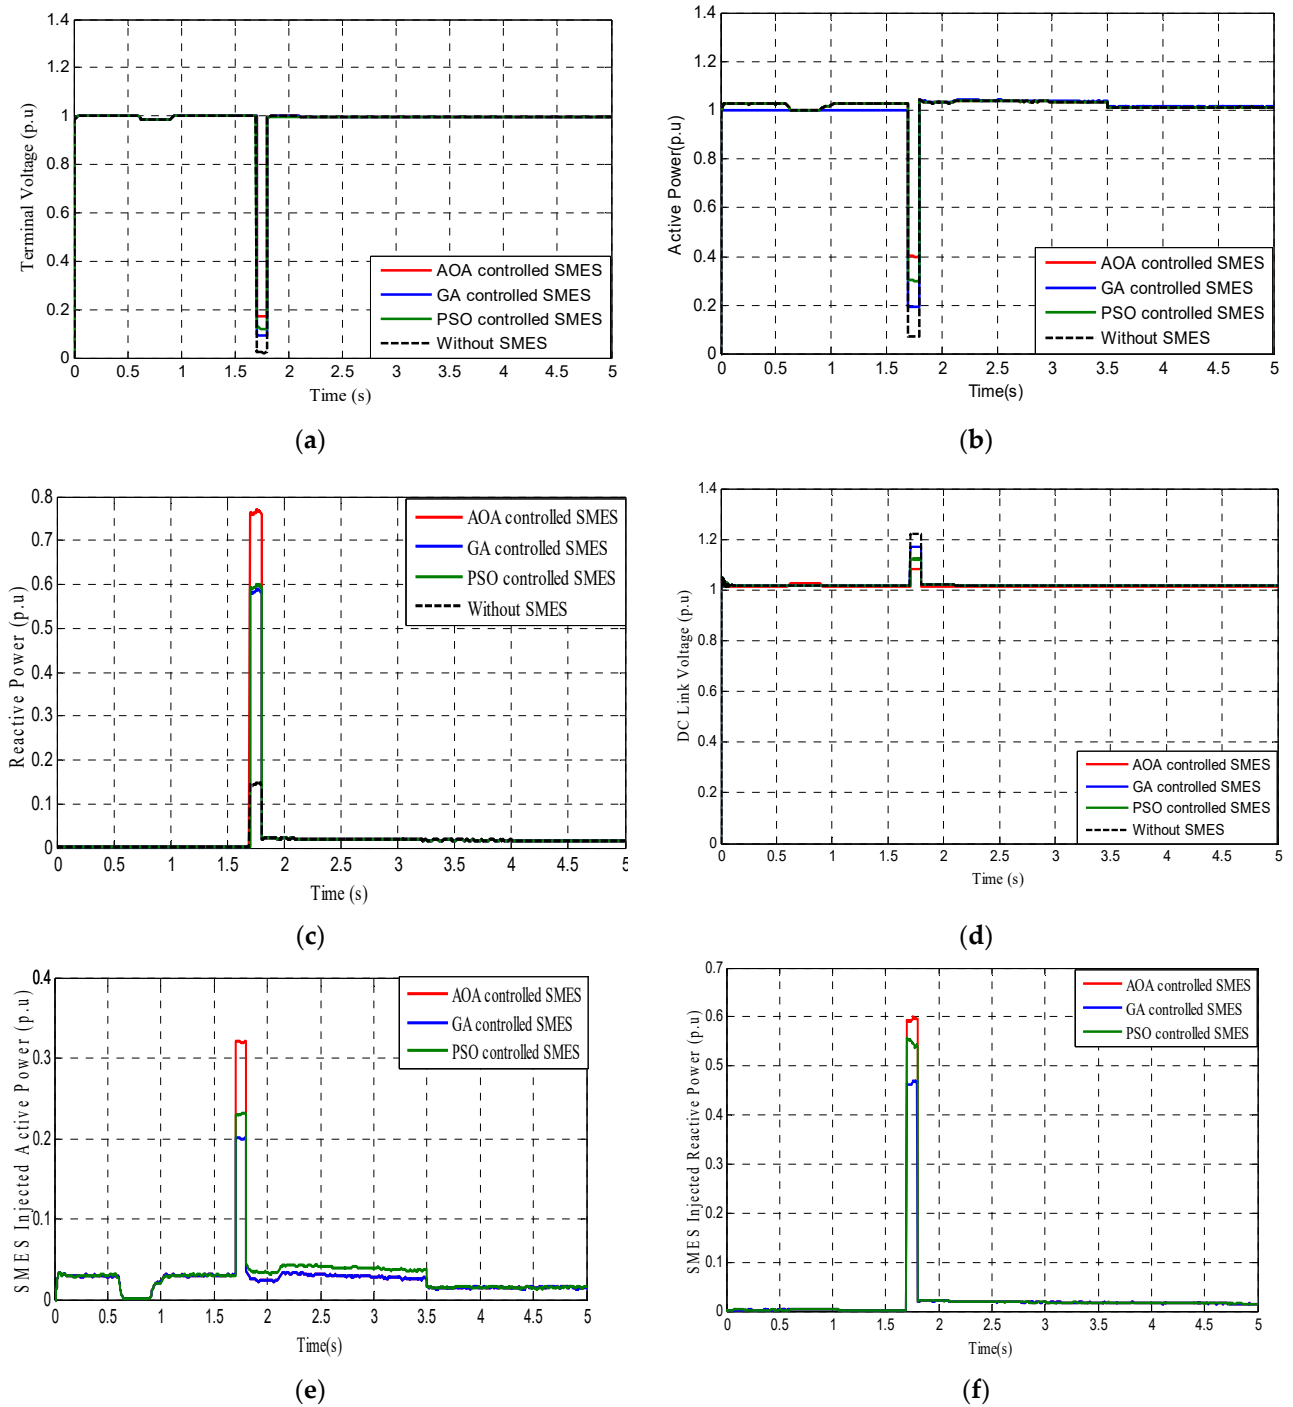 1.4
1.2
1
0.8
0.6
0.4
0.2
0
Terminal Voltage (p.u)
AOA controlled SMES
GA controlled SMES
PSO controlled SMES
Without SMES
0 0.5 1 1.5 2 2.5 3 3.5 4 4.5 5
Time (s)
(a)
1.4
1.2
1
0.8
0.6
0.4
0.2
0
Active Power(p.u)
AOA controlled SMES
GA controlled SMES
PSO controlled SMES
Without SMES
0 0.5 1 1.5 2 2.5 3 3.5 4 4.5 5
Time(s)
(b)
0.8
0.7
0.6
0.5
0.4
0.3
0.2
0.1
0
Reactive Power (p.u)
AOA controlled SMES
GA controlled SMES
PSO controlled SMES
Without SMES
0 0.5 1 1.5 2 2.5 3 3.5 4 4.5 5
Time (s)
(c)
1.4
1.2
1
0.8
0.6
0.4
0.2
0
DC Link Voltage (p.u)
AOA controlled SMES
GA controlled SMES
PSO controlled SMES
Without SMES
0 0.5 1 1.5 2 2.5 3 3.5 4 4.5 5
Time (s)
(d)
0.4
0.3
0.2
0.1
0
SMES Injected Active Power (p.u)
AOA controlled SMES
GA controlled SMES
PSO controlled SMES
0 0.5 1 1.5 2 2.5 3 3.5 4 4.5 5
Time(s)
(e)
0.7
0.6
0.5
0.4
0.3
0.2
0.1
0
SMES Injected Reactive Power (p.u)
AOA controlled SMES
GA controlled SMES
PSO controlled SMES
0 0.5 1 1.5 2 2.5 3 3.5 4 4.5 5
Time(s)
(f)